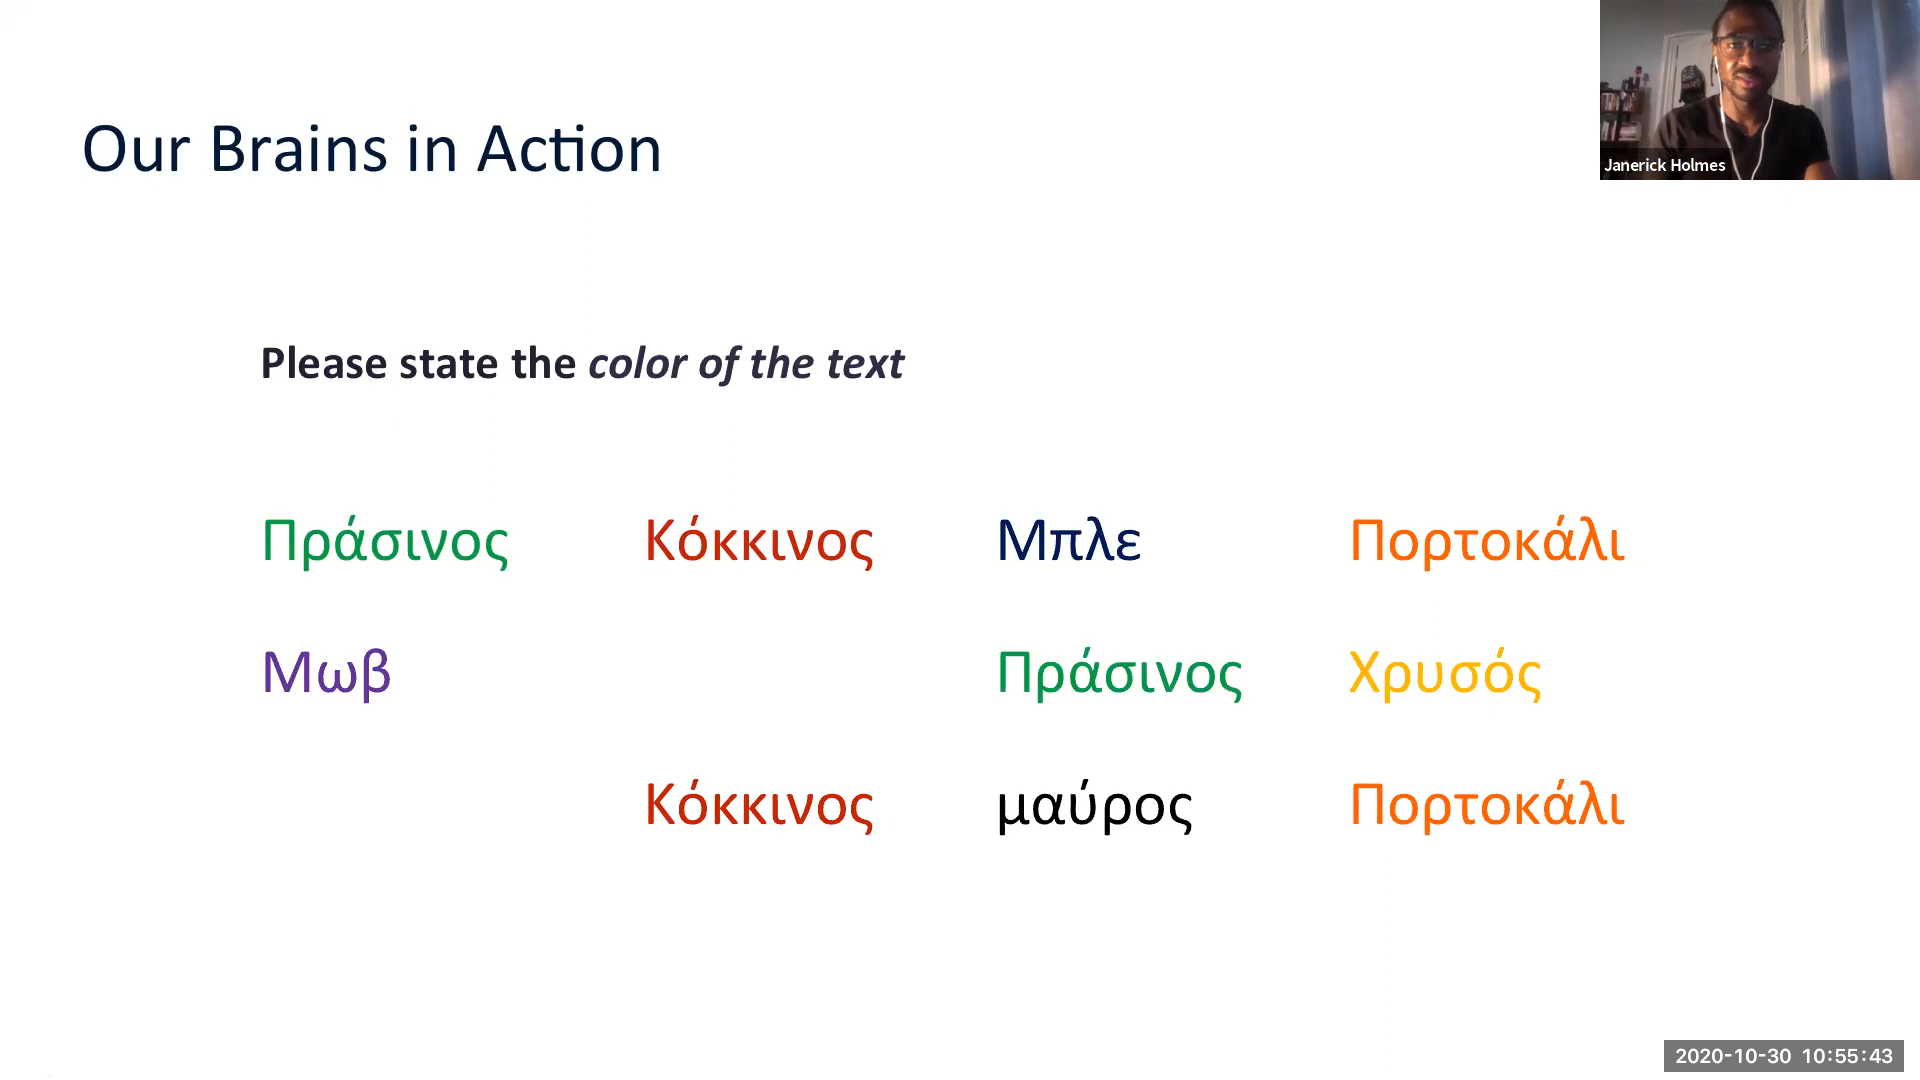 Our Brains in Action
Janerick Holmes
Please state the color of the text
Πράσινος Κόκκινος Μπλε Πορτοκάλι
Μωβ Πράσινος Χρυσός
Κόκκινος μαύρος Πορτοκάλι
2020-10-30 10:55:43